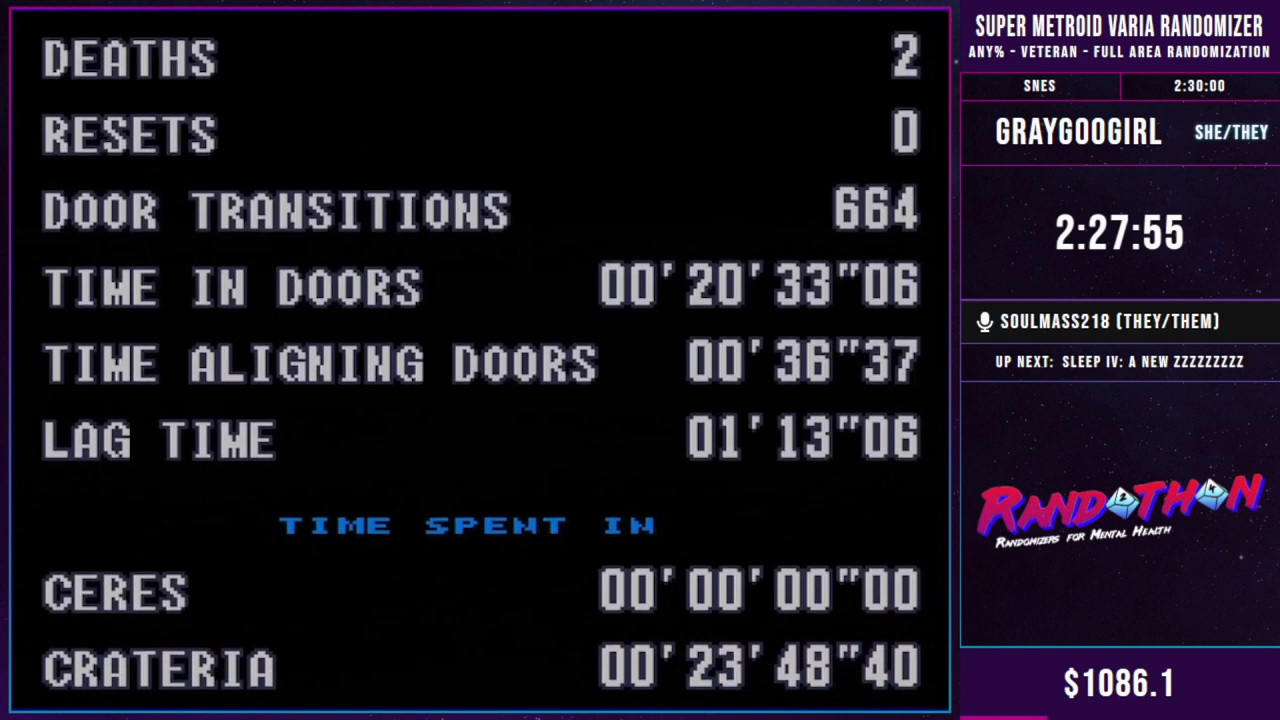 DEATHS 2
RESETS 0
DOOR TRANSITIONS 664
TIME IN DOORS 00'20'33"06
TIME ALIGNING DOORS 00'36"37
LAG TIME 01'13"06
TIME SPENT IN
CERES 00'00'00"00
CRATERIA 00'23'48"40
SUPER METROID VARIA RANDOMIZER
ANY% - VETERAN - FULL AREA RANDOMIZATION
SNES 2:30:00
GRAYGOOGIRL SHE/THEY
2:27:55
SOULMASS218 (THEY/THEM)
UP NEXT: SLEEP IV: A NEW ZZZZZZZZZ
RANDOTHON
2 4
RANDOMIZERS FOR MENTAL HEALTH
$1086.1